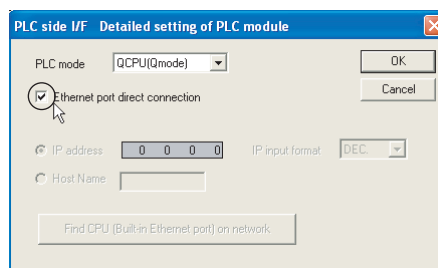 PLC side I/F Detailed setting of PLC module
PLC mode QCPU(Qmode) OK
Ethernet port direct connection Cancel
IP address 0 0 0 0 IP input format DEC.
Host Name
Find CPU (Built-in Ethernet port) on network